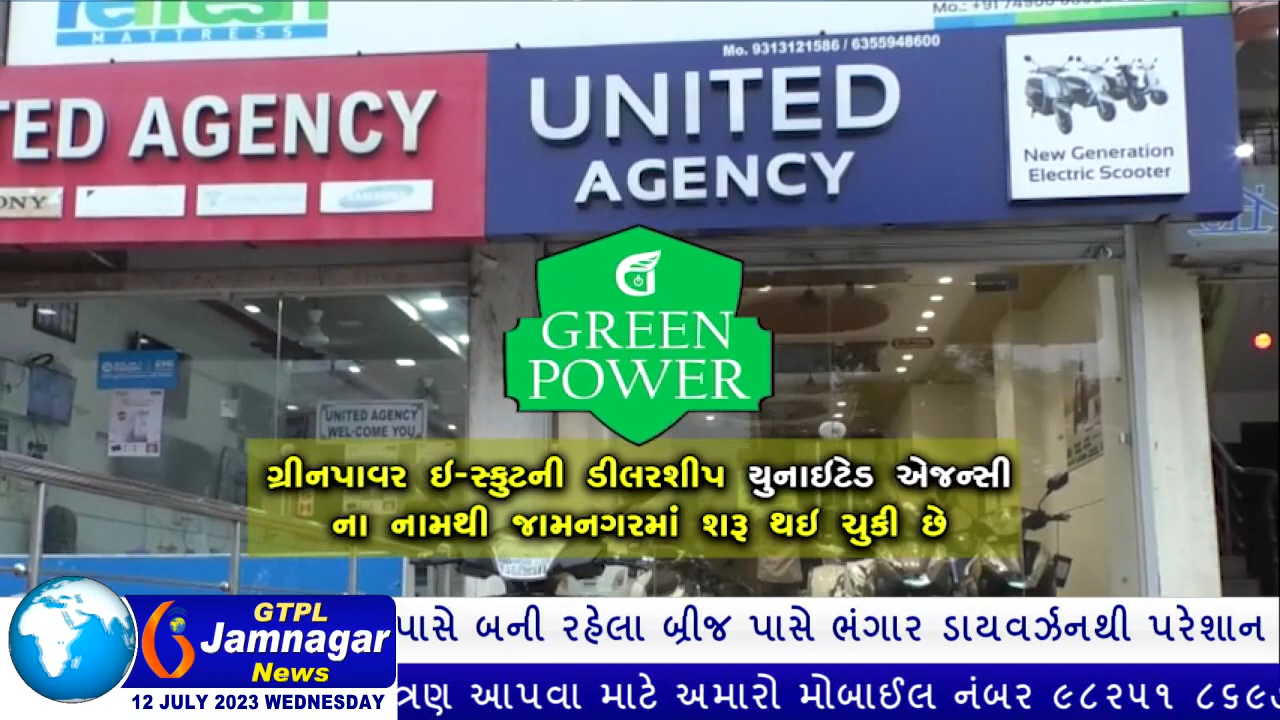 MATTRESS
Mo. 9313121586 / 6355948600
TED AGENCY
UNITED
AGENCY
New Generation
Electric Scooter
GREEN
POWER
UNITED AGENCY
WEL-COME YOU
ગ્રીનપાવર ઇ-સ્કુટની ડીલરશીપ યુનાઇટેડ એજન્સી
ના નામથી જામનગરમાં શરૂ થઇ ચુકી છે
GTPL
Jamnagar
News
12 JULY 2023 WEDNESDAY
પાસે બની રહેલા બ્રીજ પાસે ભંગાર ડાયવર્ઝનથી પરેશાન
ત્રણ આપવા માટે અમારો મોબાઈલ નંબર ૯૮૨૫૧ ૮૬૯